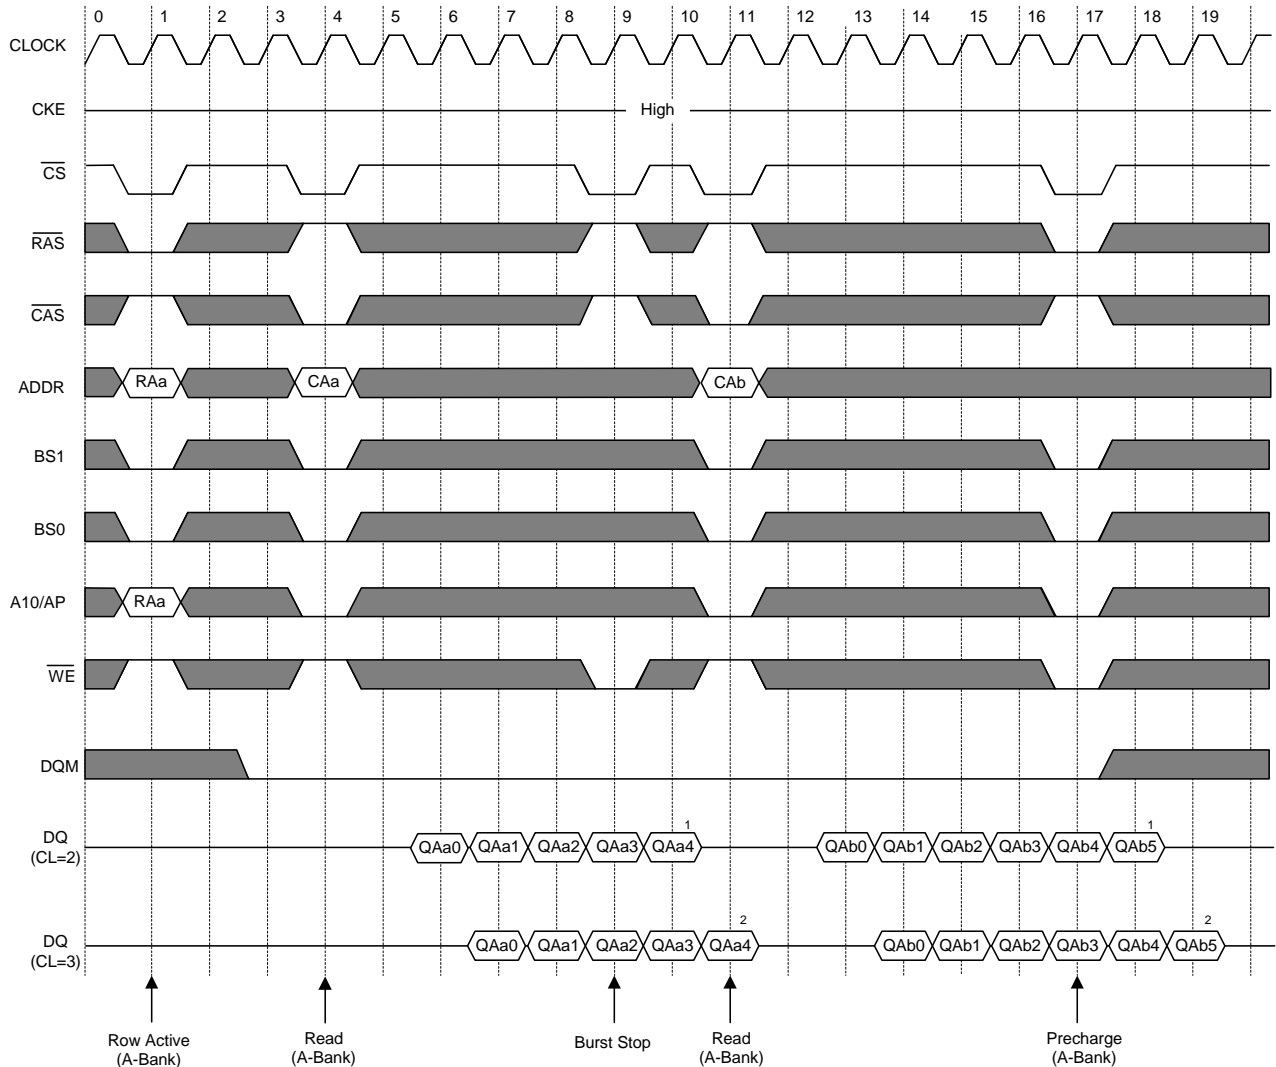 0 1 2 3 4 5 6 7 8 9 10 11 12 13 14 15 16 17 18 19
CLOCK
CKE High
CS
RAS
CAS
ADDR RAa CAa CAb
BS1
BS0
A10/AP RAa
WE
DQM
1 1
DQ
(CL=2) QAa0 QAa1 QAa2 QAa3 QAa4 QAb0 QAb1 QAb2 QAb3 QAb4 QAb5
2 2
DQ
(CL=3) QAa0 QAa1 QAa2 QAa3 QAa4 QAb0 QAb1 QAb2 QAb3 QAb4 QAb5
Row Active
(A-Bank)
Read
(A-Bank)
Burst Stop
Read
(A-Bank)
Precharge
(A-Bank)